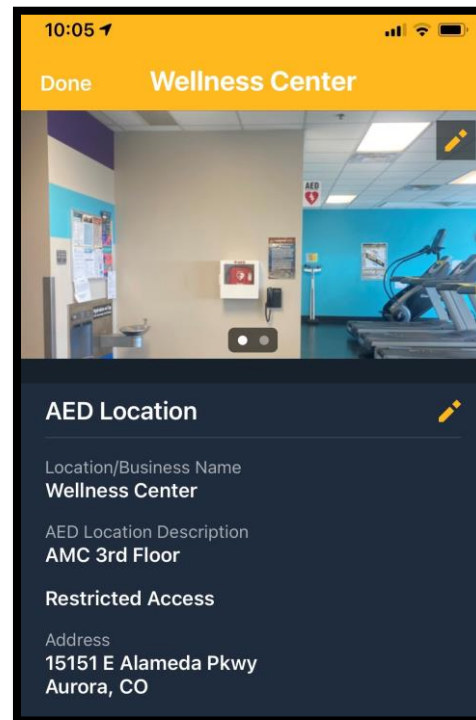 10:05
Done
Wellness Center
AED
AED Location
Location/Business Name
Wellness Center
AED Location Description
AMC 3rd Floor
Restricted Access
Address
15151 E Alameda Pkwy
Aurora, CO